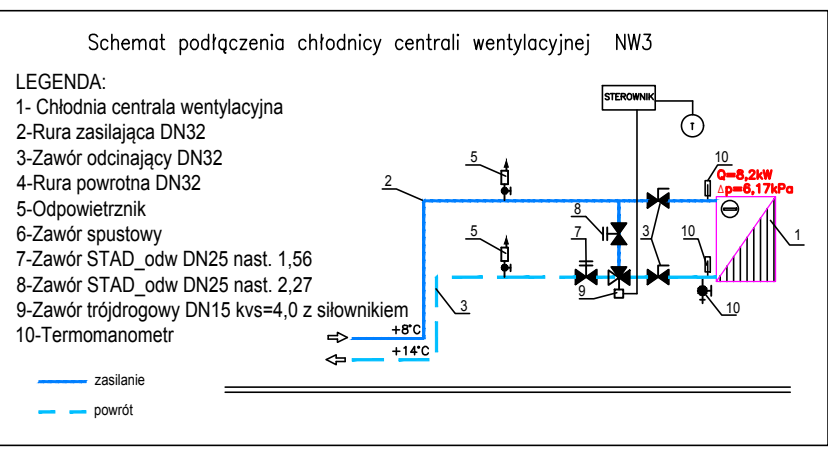 Schemat podłączenia chłodnicy centrali wentylacyjnej NW3
LEGENDA:
1- Chłodnia centrala wentylacyjna
2-Rura zasilająca DN32
3-Zawór odcinający DN32
4-Rura powrotna DN32
5-Odpowietrznik
6-Zawór spustowy
7-Zawór STAD_odw DN25 nast. 1,56
8-Zawór STAD_odw DN25 nast. 2,27
9-Zawór trójdrogowy DN15 kvs=4,0 z siłownikiem
10-Termomanometr
zasilanie
powrót
STEROWNIK
T
5
10
Q=8,2kW
Δp=6,17kPa
2
8
5
7
3
10
1
9
3
10
+8°C
+14°C